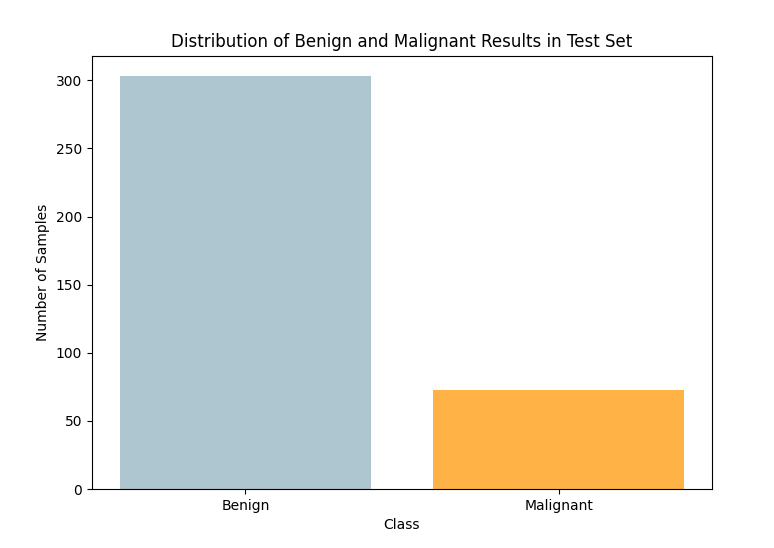 Distribution of Benign and Malignant Results in Test Set
300
250
200
150
100
50
0
Number of Samples
Benign Malignant
Class